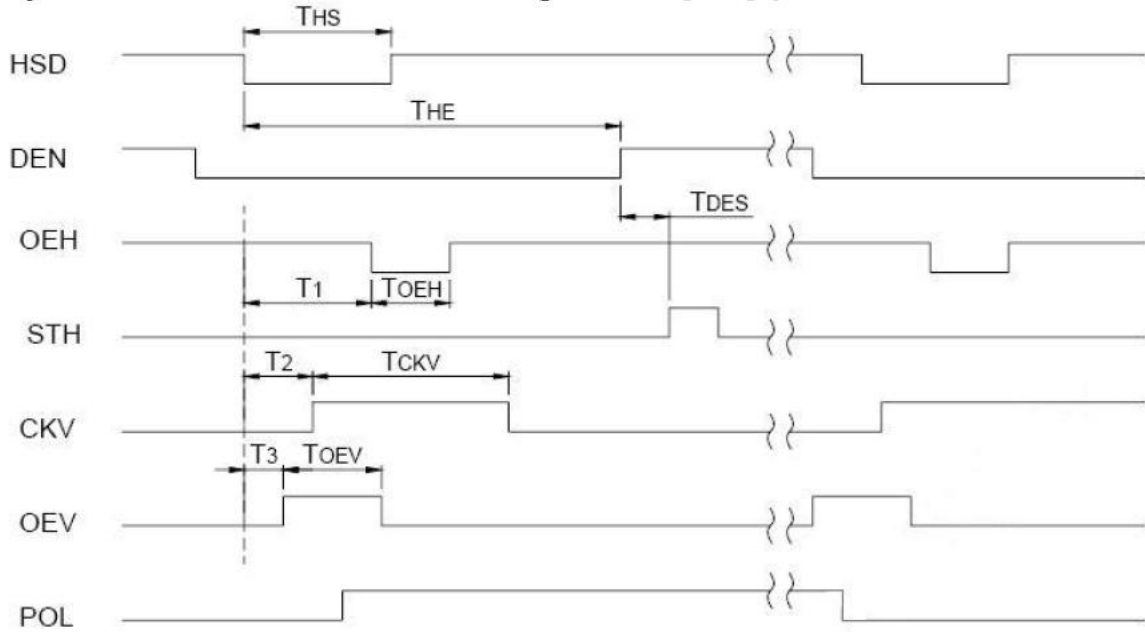 THS
HSD
THE
DEN
TDES
OEH
T1 TOEH
STH
T2 TCKV
CKV
T3 TOEV
OEV
POL